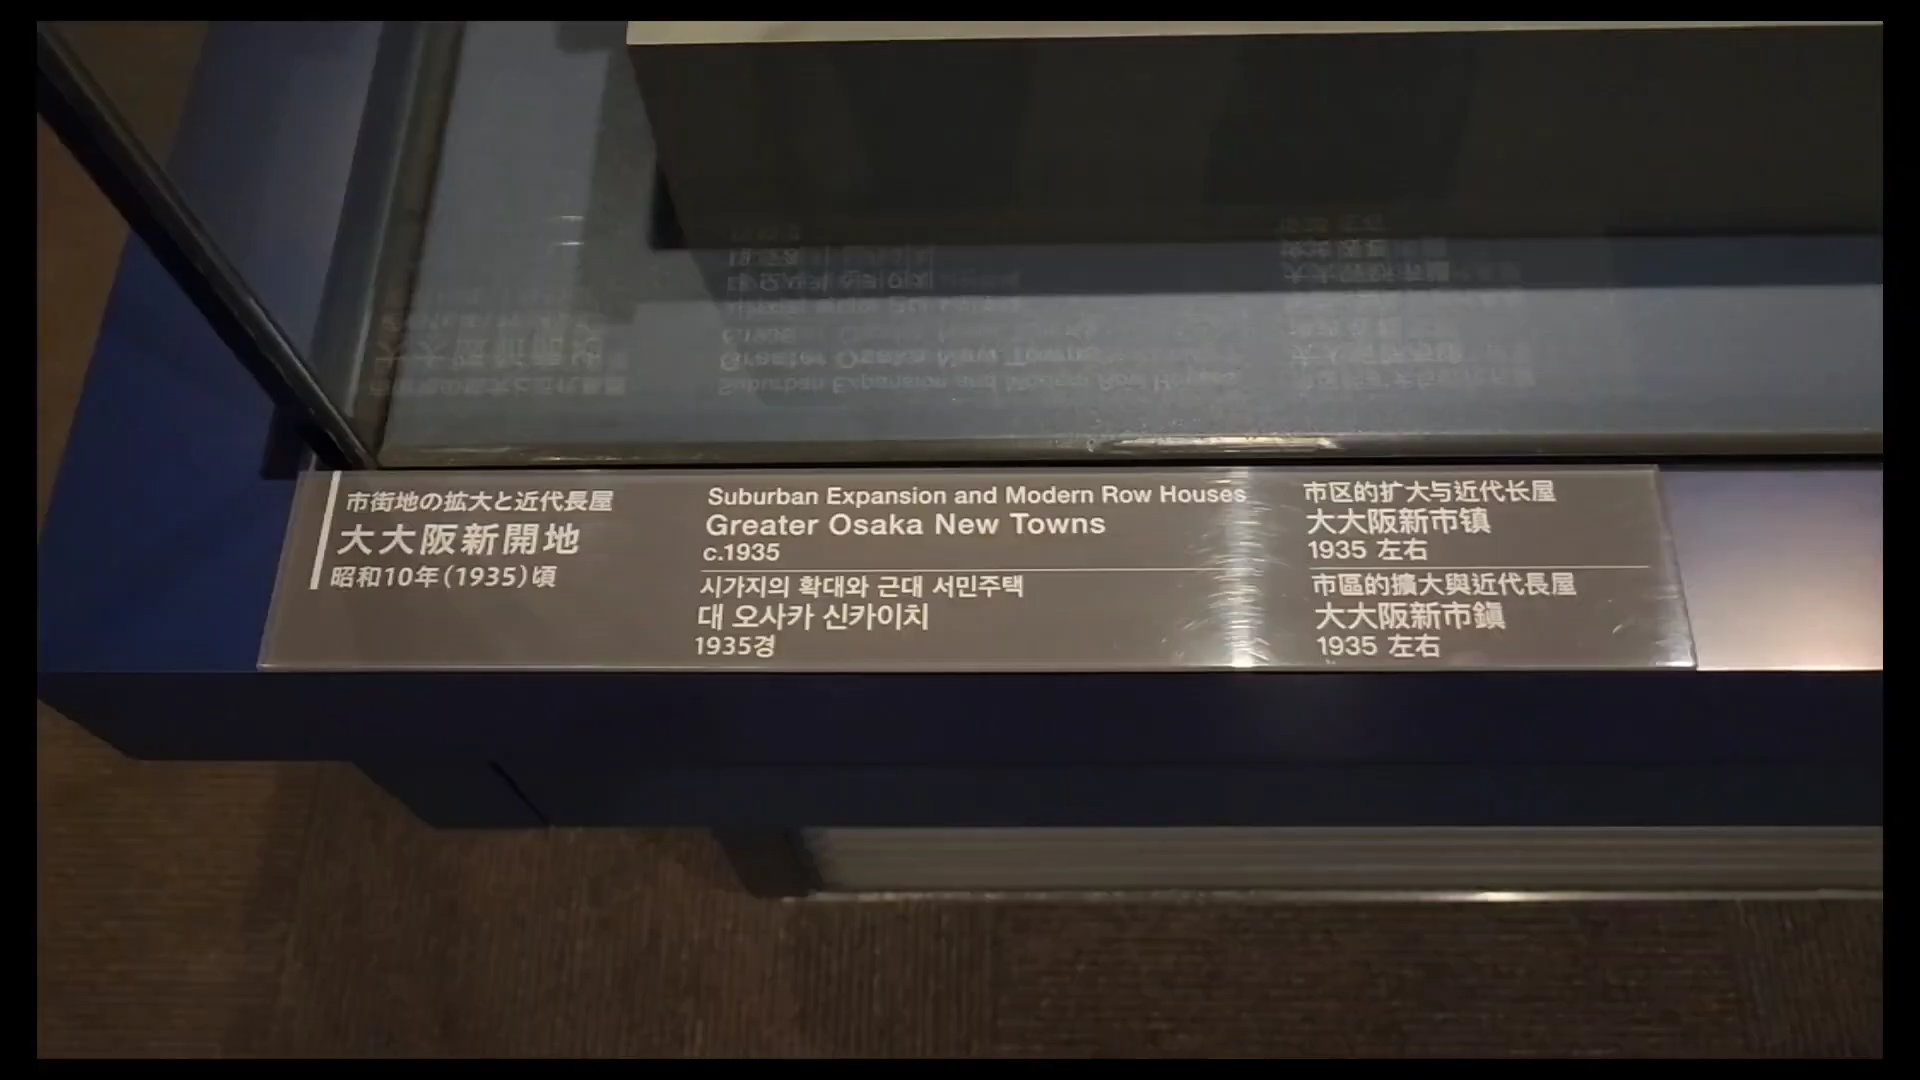 市街地の拡大と近代長屋
大大阪新開地
昭和10年(1935)頃
Suburban Expansion and Modern Row Houses
Greater Osaka New Towns
c.1935
시가지의 확대와 근대 서민주택
대 오사카 신카이치
1935경
市区的扩大与近代长屋
大大阪新市镇
1935 左右
市區的擴大與近代長屋
大大阪新市鎭
1935 左右